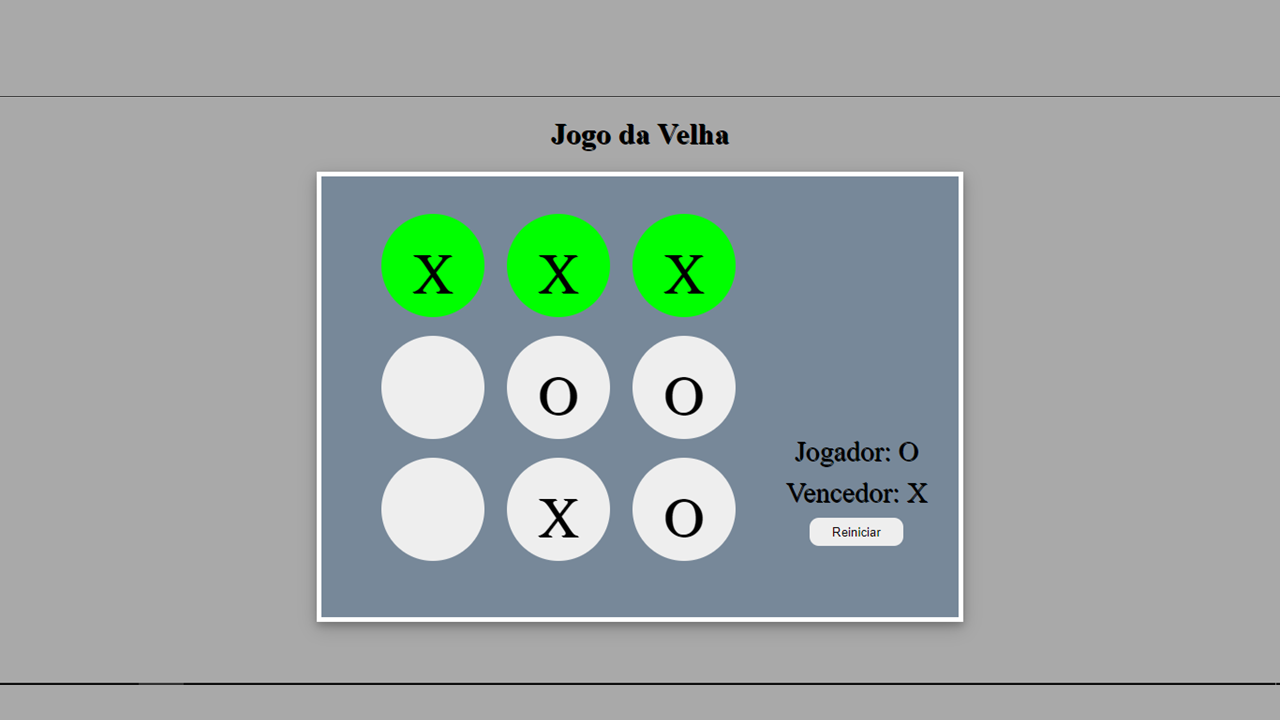 Jogo da Velha
X X X
O O
X O
Jogador: O
Vencedor: X
Reiniciar